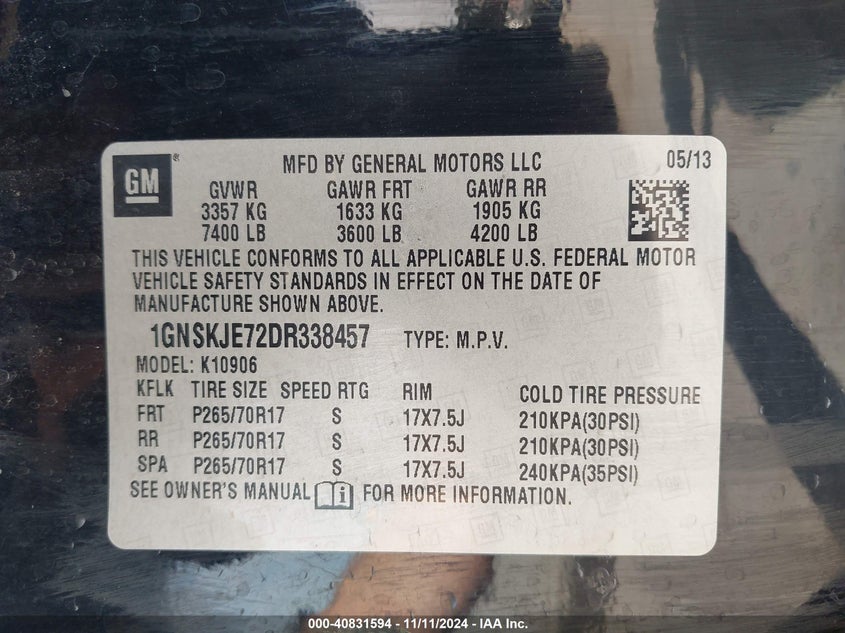 GM®
MFD BY GENERAL MOTORS LLC 05/13
GVWR GAWR FRT GAWR RR
3357 KG 1633 KG 1905 KG
7400 LB 3600 LB 4200 LB
THIS VEHICLE CONFORMS TO ALL APPLICABLE U.S. FEDERAL MOTOR
VEHICLE SAFETY STANDARDS IN EFFECT ON THE DATE OF
MANUFACTURE SHOWN ABOVE.
1GNSKJE72DR338457 TYPE: M.P.V.
MODEL: K10906
KFLK TIRE SIZE SPEED RTG RIM COLD TIRE PRESSURE
FRT P265/70R17 S 17X7.5J 210KPA(30PSI)
RR P265/70R17 S 17X7.5J 210KPA(30PSI)
SPA P265/70R17 S 17X7.5J 240KPA(35PSI)
SEE OWNER'S MANUAL FOR MORE INFORMATION.
000-40831594 - 11/11/2024 - IAA Inc.